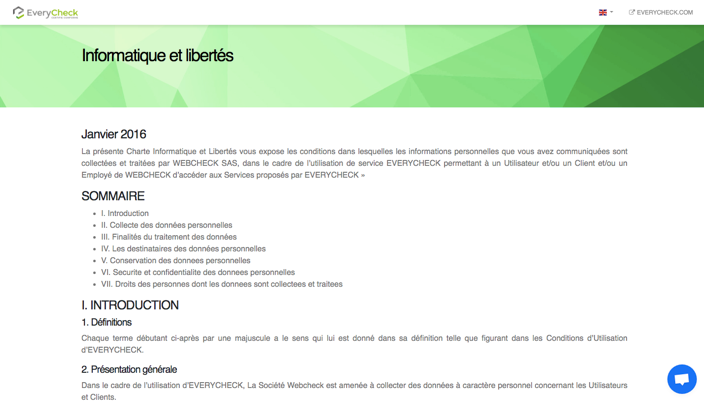 EveryCheck
EVERYCHECK.COM
Informatique et libertés
Janvier 2016
La présente Charte Informatique et Libertés vous expose les conditions dans lesquelles les informations personnelles que vous avez communiquées sont
collectées et traitées par WEBCHECK SAS, dans le cadre de l'utilisation de service EVERYCHECK permettant à un Utilisateur et/ou un Client et/ou un
Employé de WEBCHECK d'accéder aux Services proposés par EVERYCHECK »
SOMMAIRE
• I. Introduction
• II. Collecte des données personnelles
• III. Finalités du traitement des données
• IV. Les destinataires des données personnelles
• V. Conservation des donnees personnelles
• VI. Securite et confidentialite des donnees personnelles
• VII. Droits des personnes dont les donnees sont collectees et traitees
I. INTRODUCTION
1. Définitions
Chaque terme débutant ci-après par une majuscule a le sens qui lui est donné dans sa définition telle que figurant dans les Conditions d'Utilisation
d'EVERYCHECK.
2. Présentation générale
Dans le cadre de l'utilisation d'EVERYCHECK, La Société Webcheck est amenée à collecter des données à caractère personnel concernant les Utilisateurs
et Clients.